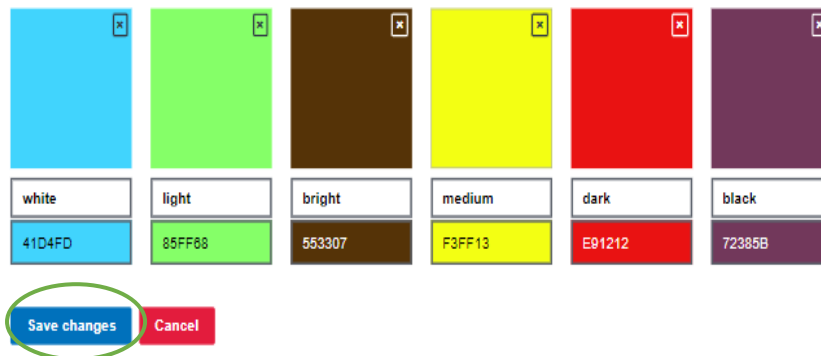 white light bright medium dark black
41D4FD 85FF68 553307 F3FF13 E91212 72385B
Save changes Cancel